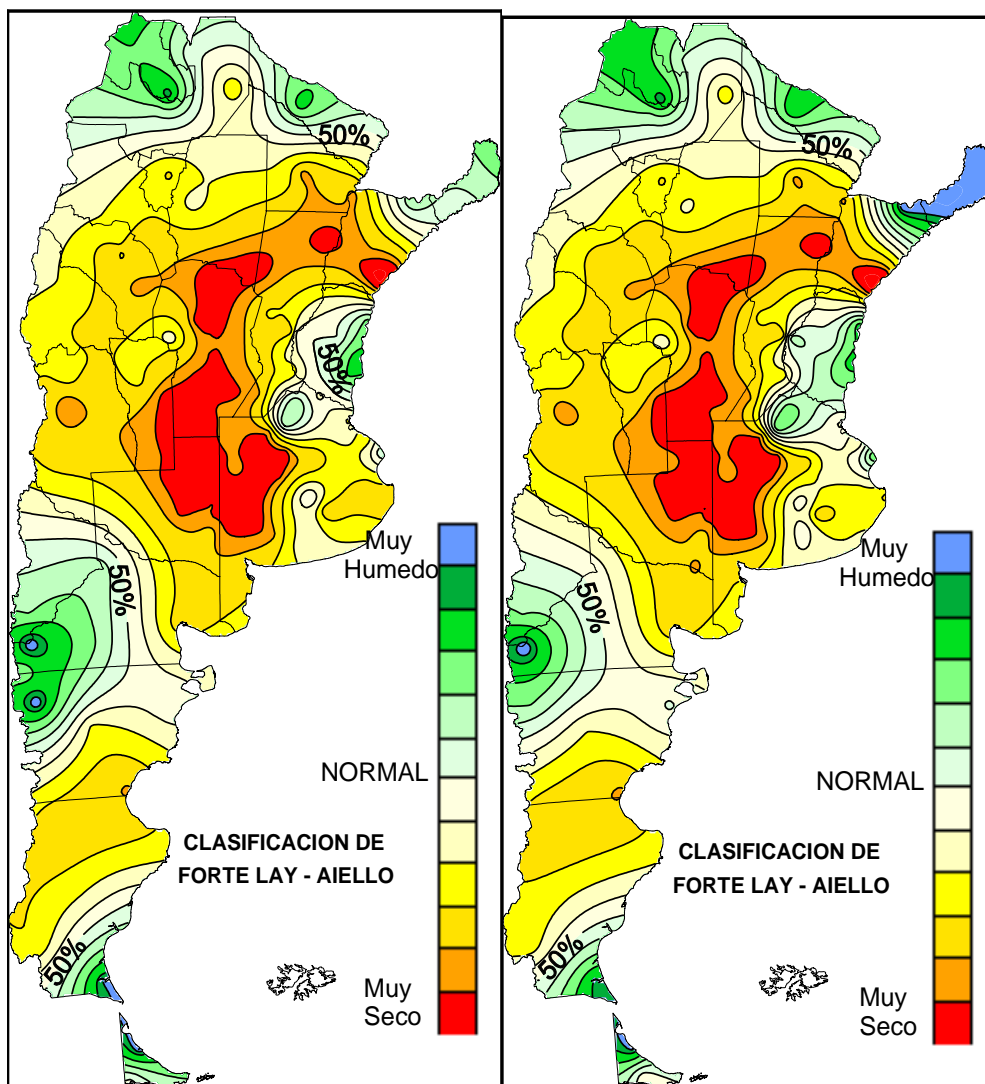 50%
50%
50%
Muy
Humedo
NORMAL
CLASIFICACION DE
FORTE LAY - AIELLO
50%
Muy
Seco
50%
50%
Muy
Humedo
NORMAL
CLASIFICACION DE
FORTE LAY - AIELLO
50%
Muy
Seco